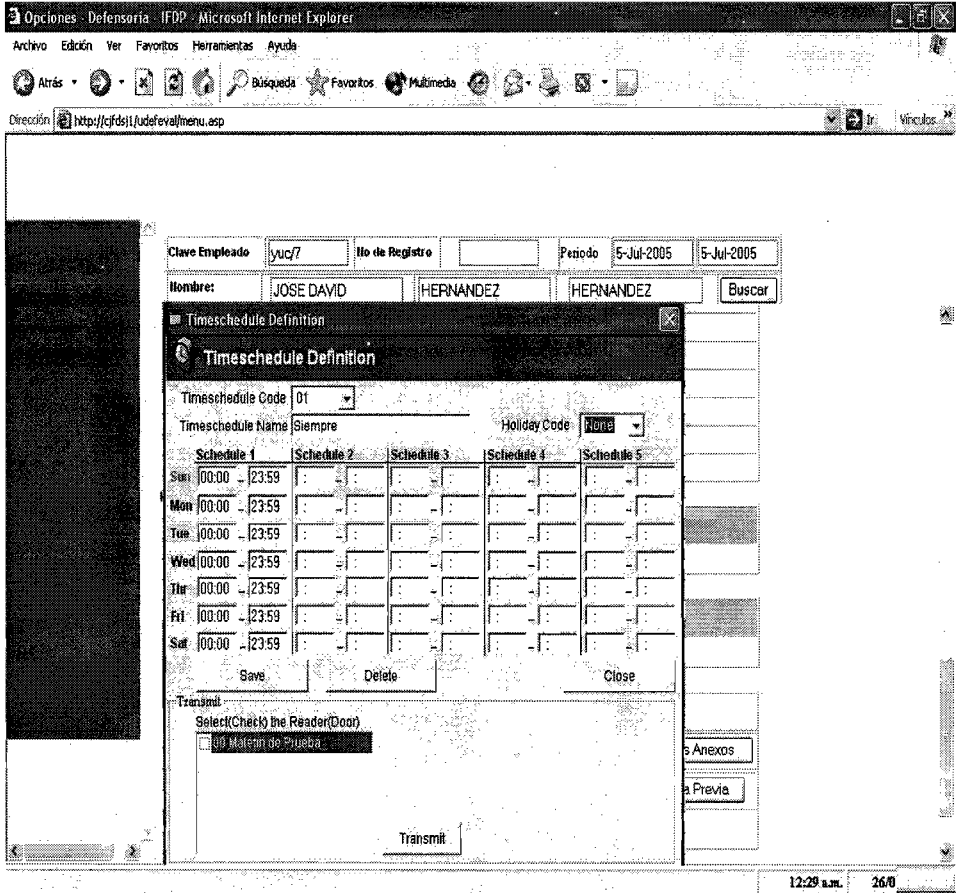 Opciones - Defensoria - IFDP - Microsoft Internet Explorer
Archivo Edición Ver Favoritos Herramientas Ayuda
Atrás Búsqueda Favoritos Multimedia
Dirección http://cjfdsj1/udefeval/menu.asp Ir Vínculos »
Clave Empleado yuc/7 No de Registro Periodo 5-Jul-2005 5-Jul-2005
Nombre: JOSE DAVID HERNANDEZ HERNANDEZ Buscar
Timeschedule Definition
Timeschedule Definition
Timeschedule Code 01
Timeschedule Name Siempre Holiday Code None
Schedule 1 Schedule 2 Schedule 3 Schedule 4 Schedule 5
Sun 00:00 - 23:59 : - : : - : : - : : - :
Mon 00:00 - 23:59 : - : : - : : - : : - :
Tue 00:00 - 23:59 : - : : - : : - : : - :
Wed 00:00 - 23:59 : - : : - : : - : : - :
Thr 00:00 - 23:59 : - : : - : : - : : - :
Fri 00:00 - 23:59 : - : : - : : - : : - :
Sat 00:00 - 23:59 : - : : - : : - : : - :
Save Delete Close
Transmit
Select(Check) the Reader(Door)
00 Maletin de Prueba
s Anexos
a Previa
Transmit
12:29 a.m. 26/0